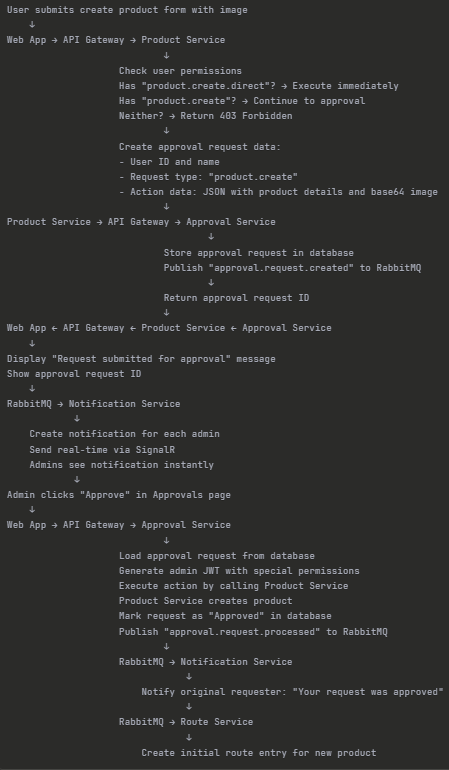 User submits create product form with image
↓
Web App → API Gateway → Product Service
↓
Check user permissions
Has "product.create.direct"? → Execute immediately
Has "product.create"? → Continue to approval
Neither? → Return 403 Forbidden
↓
Create approval request data:
- User ID and name
- Request type: "product.create"
- Action data: JSON with product details and base64 image
↓
Product Service → API Gateway → Approval Service
↓
Store approval request in database
Publish "approval.request.created" to RabbitMQ
↓
Return approval request ID
↓
Web App ← API Gateway ← Product Service ← Approval Service
↓
Display "Request submitted for approval" message
Show approval request ID
↓
RabbitMQ → Notification Service
↓
Create notification for each admin
Send real-time via SignalR
Admins see notification instantly
↓
Admin clicks "Approve" in Approvals page
↓
Web App → API Gateway → Approval Service
↓
Load approval request from database
Generate admin JWT with special permissions
Execute action by calling Product Service
Product Service creates product
Mark request as "Approved" in database
Publish "approval.request.processed" to RabbitMQ
↓
RabbitMQ → Notification Service
↓
Notify original requester: "Your request was approved"
↓
RabbitMQ → Route Service
↓
Create initial route entry for new product